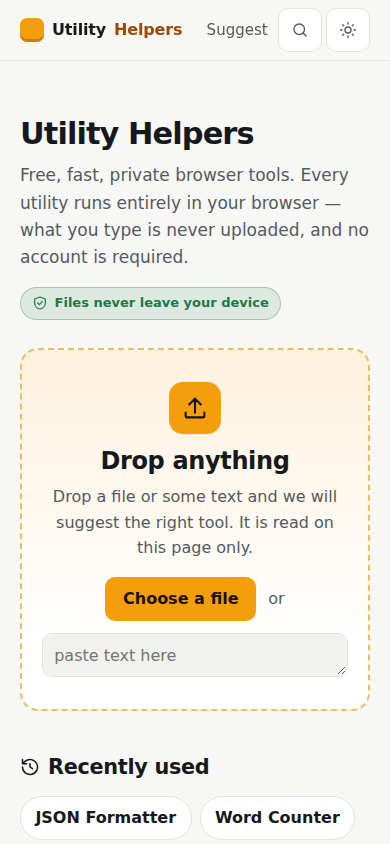 Utility Helpers Suggest
Utility Helpers
Free, fast, private browser tools. Every
utility runs entirely in your browser —
what you type is never uploaded, and no
account is required.
Files never leave your device
Drop anything
Drop a file or some text and we will
suggest the right tool. It is read on
this page only.
Choose a file or
paste text here
Recently used
JSON Formatter Word Counter